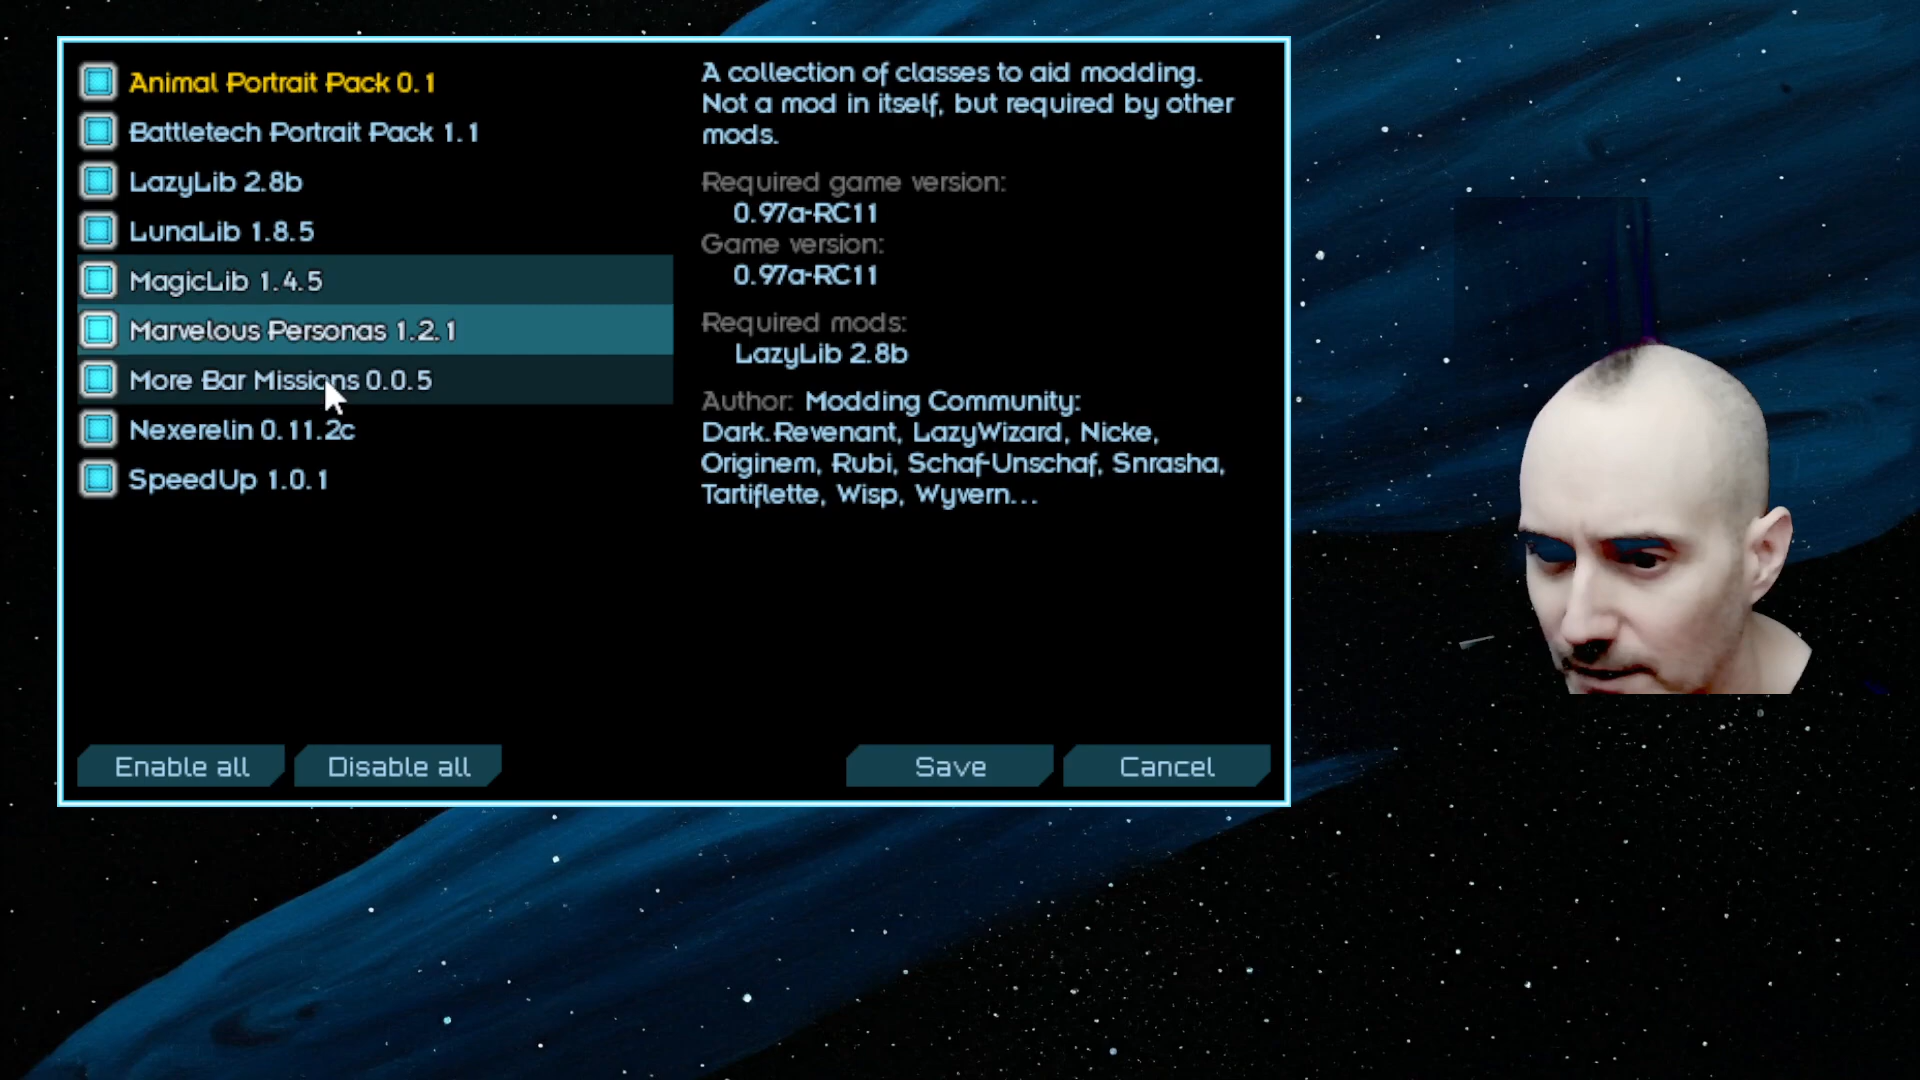 Animal Portrait Pack 0.1
Battletech Portrait Pack 1.1
LazyLib 2.8b
LunaLib 1.8.5
MagicLib 1.4.5
Marvelous Personas 1.2.1
More Bar Missions 0.0.5
Nexerelin 0.11.2c
SpeedUp 1.0.1
A collection of classes to aid modding.
Not a mod in itself, but required by other
mods.
Required game version:
0.97a-RC11
Game version:
0.97a-RC11
Required mods:
LazyLib 2.8b
Author: Modding Community:
Dark.Revenant, LazyWizard, Nicke,
Originem, Rubi, Schaf-Unschaf, Snrasha,
Tartiflette, Wisp, Wyvern...
Enable all
Disable all
Save
Cancel